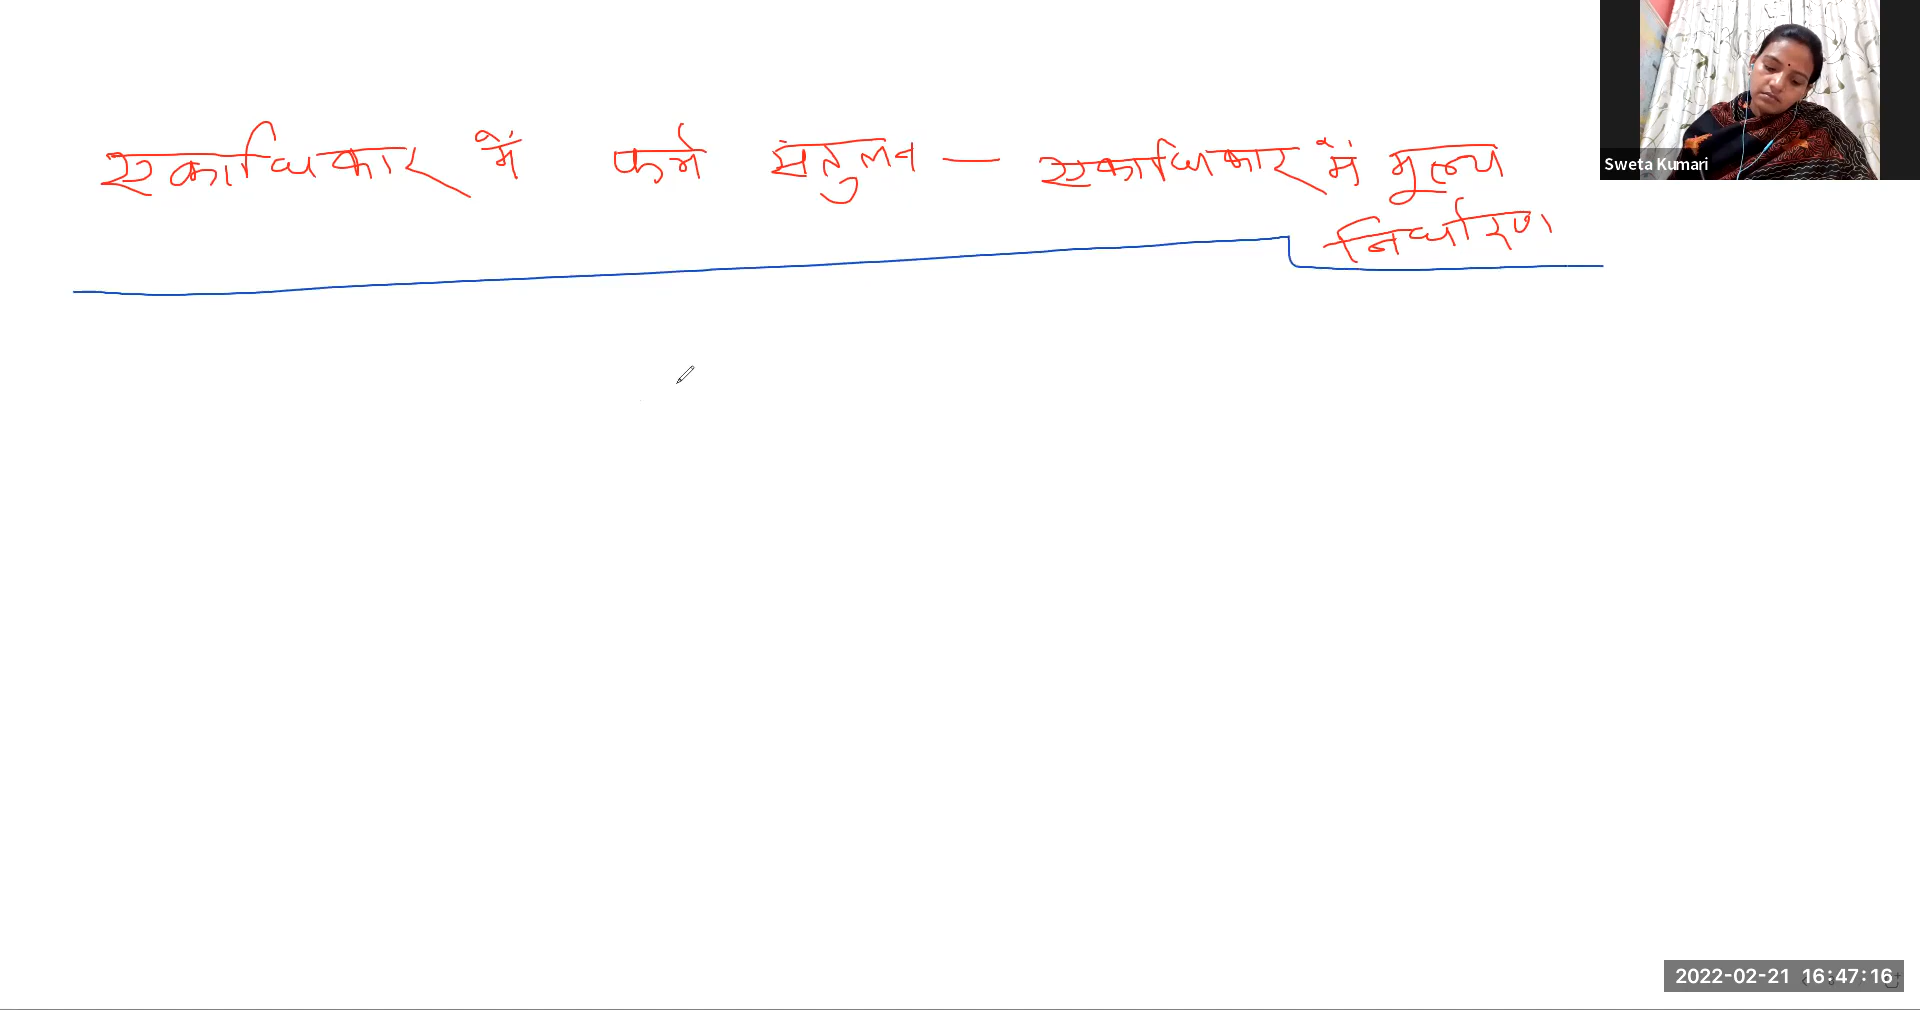 एकाधिकार में फर्म संतुलन — एकाधिकार में मूल्य
निर्धारण
Sweta Kumari
2022-02-21 16:47:16